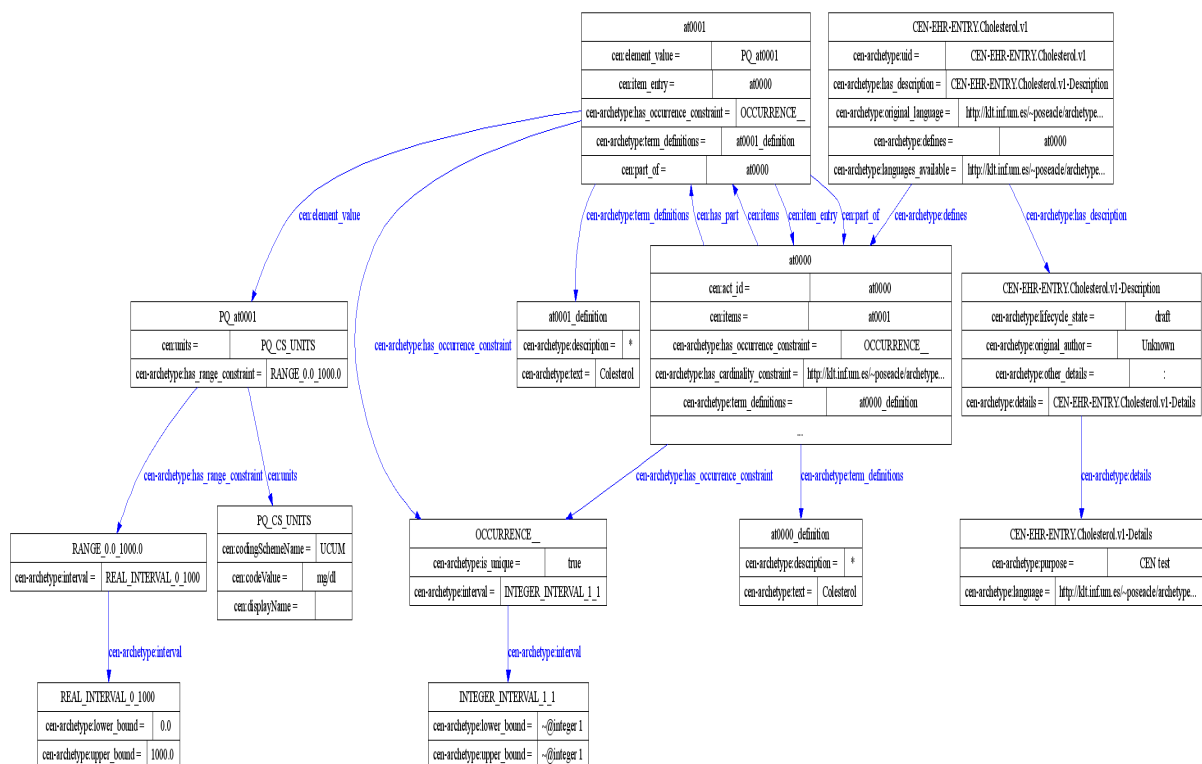 at0001
cen:element_value = PQ_at0001
cen:item_entry = at0000
cen-archetype:has_occurrence_constraint = OCCURRENCE__
cen-archetype:term_definitions = at0001_definition
cen:part_of = at0000
CEN-EHR-ENTRY.Cholesterol.v1
cen-archetype:uid = CEN-EHR-ENTRY.Cholesterol.v1
cen-archetype:has_description = CEN-EHR-ENTRY.Cholesterol.v1-Description
cen-archetype:original_language = http://klt.inf.um.es/~poseacle/archetype...
cen-archetype:defines = at0000
cen-archetype:languages_available = http://klt.inf.um.es/~poseacle/archetype...
cen:element_value
cen-archetype:term_definitions
cen:has_part
cen:items
cen:item_entry
cen:part_of
cen-archetype:defines
cen-archetype:has_description
cen-archetype:has_occurrence_constraint
PQ_at0001
cen:units = PQ_CS_UNITS
cen-archetype:has_range_constraint = RANGE_0.0_1000.0
at0001_definition
cen-archetype:description = *
cen-archetype:text = Colesterol
at0000
cen:act_id = at0000
cen:items = at0001
cen-archetype:has_occurrence_constraint = OCCURRENCE__
cen-archetype:has_cardinality_constraint = http://klt.inf.um.es/~poseacle/archetype...
cen-archetype:term_definitions = at0000_definition
...
CEN-EHR-ENTRY.Cholesterol.v1-Description
cen-archetype:lifecycle_state = draft
cen-archetype:original_author = Unknown
cen-archetype:other_details = :
cen-archetype:details = CEN-EHR-ENTRY.Cholesterol.v1-Details
cen-archetype:has_range_constraint
cen:units
cen-archetype:has_occurrence_constraint
cen-archetype:term_definitions
cen-archetype:details
RANGE_0.0_1000.0
cen-archetype:interval = REAL_INTERVAL_0_1000
PQ_CS_UNITS
cen:codingSchemeName = UCUM
cen:codeValue = mg/dl
cen:displayName =
OCCURRENCE__
cen-archetype:is_unique = true
cen-archetype:interval = INTEGER_INTERVAL_1_1
at0000_definition
cen-archetype:description = *
cen-archetype:text = Colesterol
CEN-EHR-ENTRY.Cholesterol.v1-Details
cen-archetype:purpose = CEN test
cen-archetype:language = http://klt.inf.um.es/~poseacle/archetype...
cen-archetype:interval
cen-archetype:interval
REAL_INTERVAL_0_1000
cen-archetype:lower_bound = 0.0
cen-archetype:upper_bound = 1000.0
INTEGER_INTERVAL_1_1
cen-archetype:lower_bound = ~@integer 1
cen-archetype:upper_bound = ~@integer 1